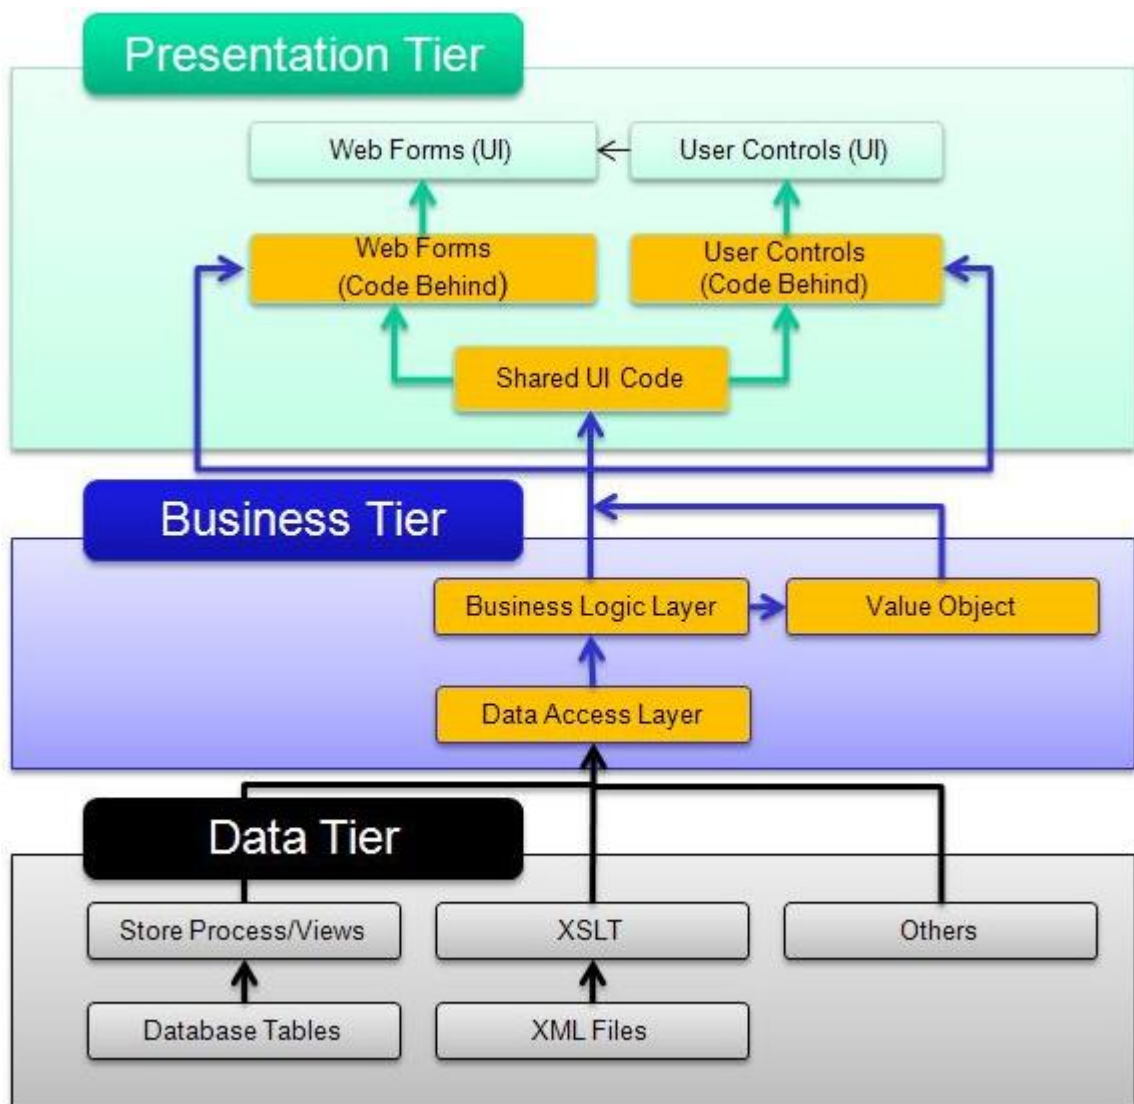 Presentation Tier
Web Forms (UI)
User Controls (UI)
Web Forms
(Code Behind)
User Controls
(Code Behind)
Shared UI Code
Business Tier
Business Logic Layer
Value Object
Data Access Layer
Data Tier
Store Process/Views
XSLT
Others
Database Tables
XML Files